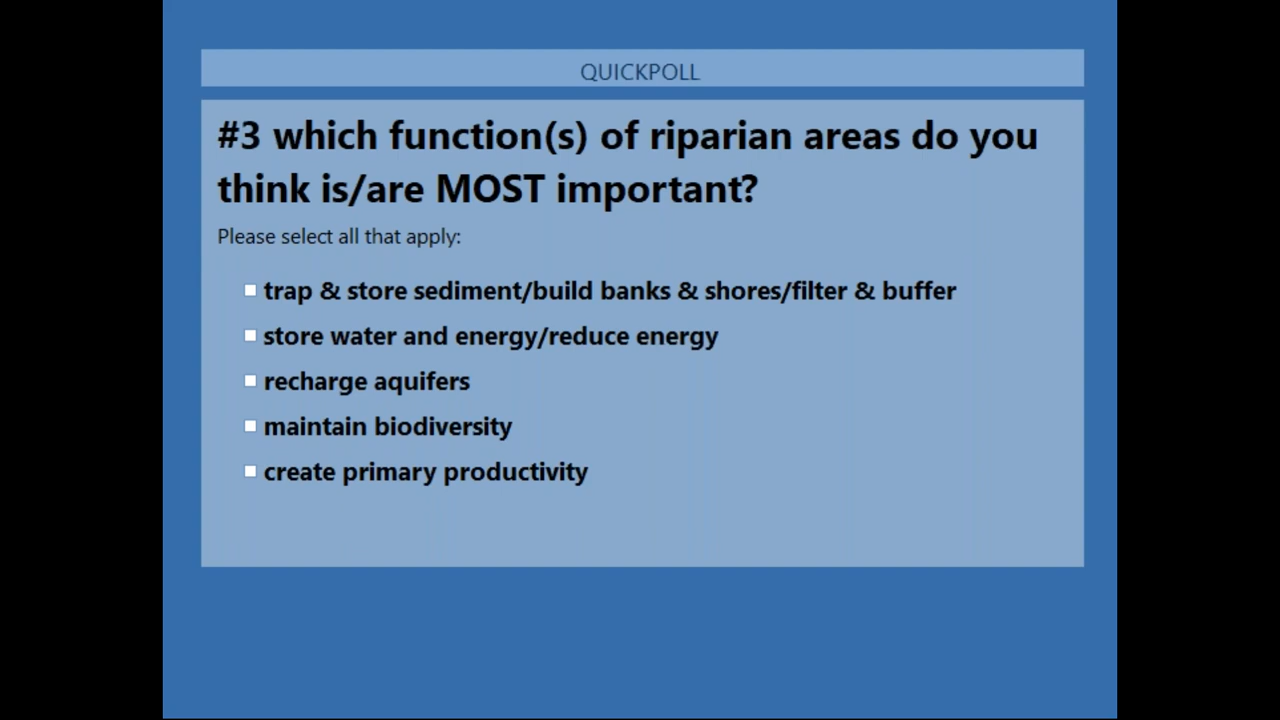 QUICKPOLL
#3 which function(s) of riparian areas do you
think is/are MOST important?
Please select all that apply:
trap & store sediment/build banks & shores/filter & buffer
store water and energy/reduce energy
recharge aquifers
maintain biodiversity
create primary productivity